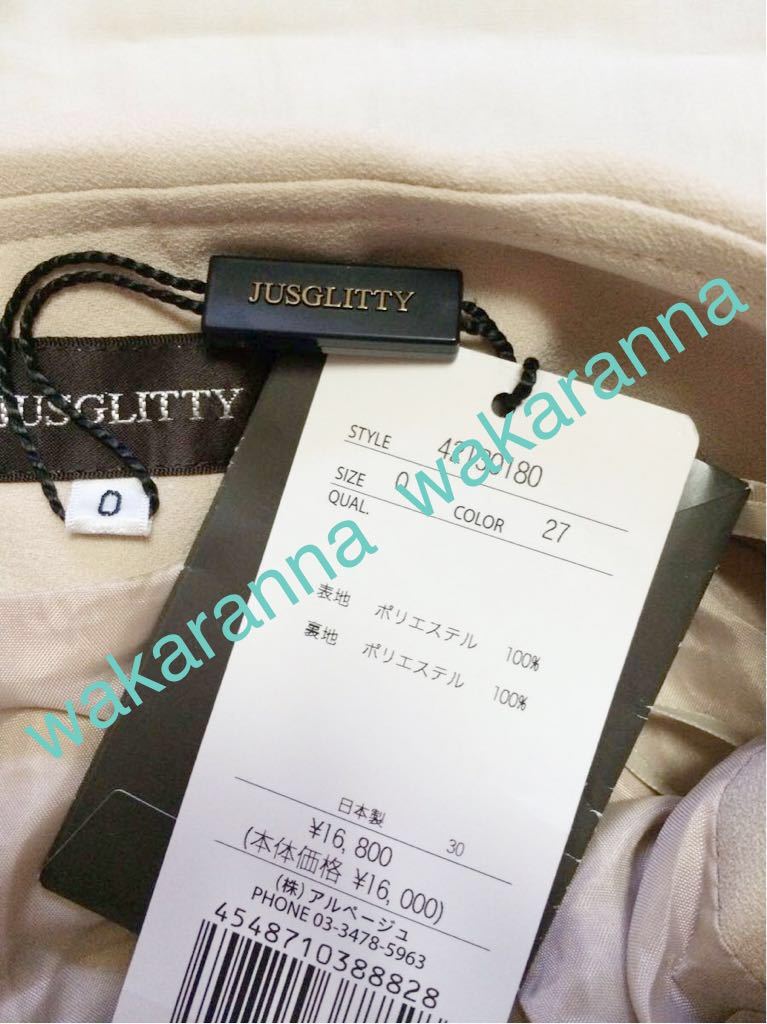 JUSGLITTY
JUSGLITTY
0
STYLE 42139180
SIZE 0
QUAL. COLOR 27
表地 ポリエステル 100%
裏地 ポリエステル 100%
日本製 30
¥16,800
(本体価格 ¥16,000)
(株)アルページュ
PHONE 03-3478-5963
4548710388828
wakaranna wakaranna